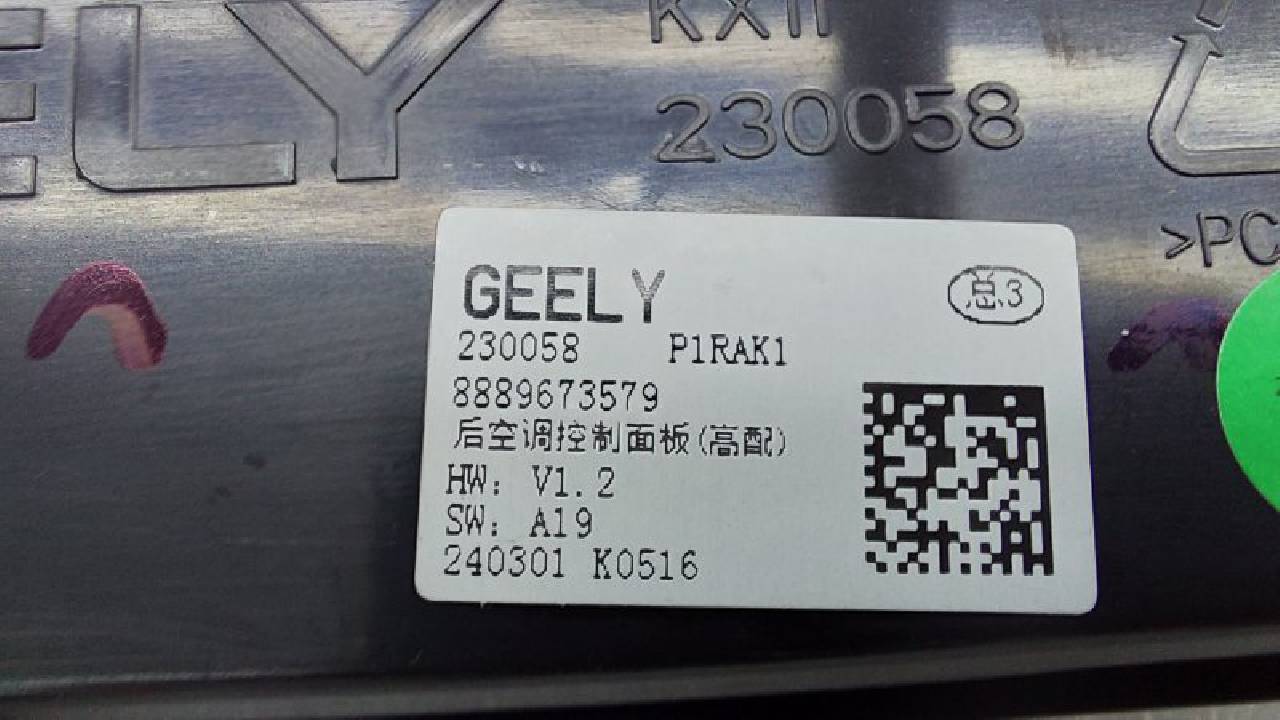 ELY
KX11
230058
>PC
GEELY
总3
230058 P1RAK1
8889673579
后空调控制面板(高配)
HW: V1.2
SW: A19
240301 K0516